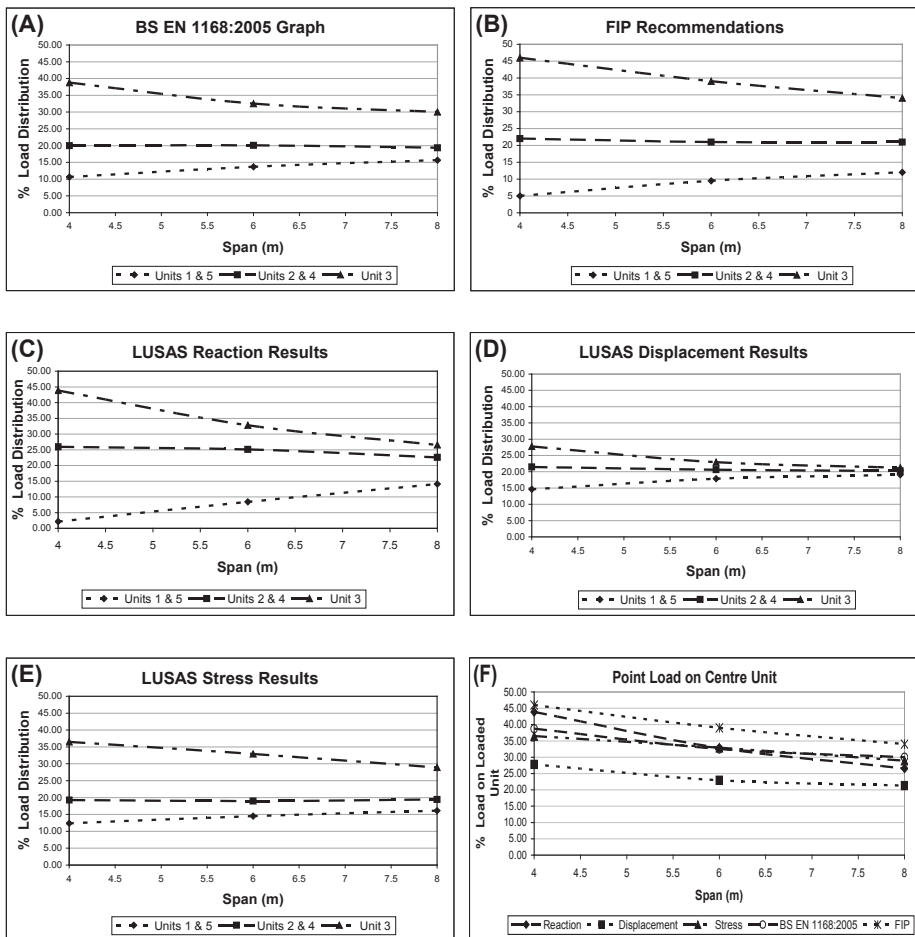 (A)
BS EN 1168:2005 Graph
% Load Distribution
50.00
45.00
40.00
35.00
30.00
25.00
20.00
15.00
10.00
5.00
0.00
4 4.5 5 5.5 6 6.5 7 7.5 8
Span (m)
Units 1 & 5 Units 2 & 4 Unit 3
(B)
FIP Recommendations
% Load Distribution
50
45
40
35
30
25
20
15
10
5
0
4 4.5 5 5.5 6 6.5 7 7.5 8
Span (m)
Units 1 & 5 Units 2 & 4 Unit 3
(C)
LUSAS Reaction Results
% Load Distribution
50.00
45.00
40.00
35.00
30.00
25.00
20.00
15.00
10.00
5.00
0.00
4 4.5 5 5.5 6 6.5 7 7.5 8
Span (m)
Units 1 & 5 Units 2 & 4 Unit 3
(D)
LUSAS Displacement Results
% Load Distribution
50.00
45.00
40.00
35.00
30.00
25.00
20.00
15.00
10.00
5.00
0.00
4 4.5 5 5.5 6 6.5 7 7.5 8
Span (m)
Units 1 & 5 Units 2 & 4 Unit 3
(E)
LUSAS Stress Results
% Load Distribution
50.00
45.00
40.00
35.00
30.00
25.00
20.00
15.00
10.00
5.00
0.00
4 4.5 5 5.5 6 6.5 7 7.5 8
Span (m)
Units 1 & 5 Units 2 & 4 Unit 3
(F)
Point Load on Centre Unit
% Load on Loaded
Unit
50.00
45.00
40.00
35.00
30.00
25.00
20.00
15.00
10.00
5.00
0.00
4 4.5 5 5.5 6 6.5 7 7.5 8
Span (m)
Reaction Displacement Stress BS EN 1168:2005 FIP